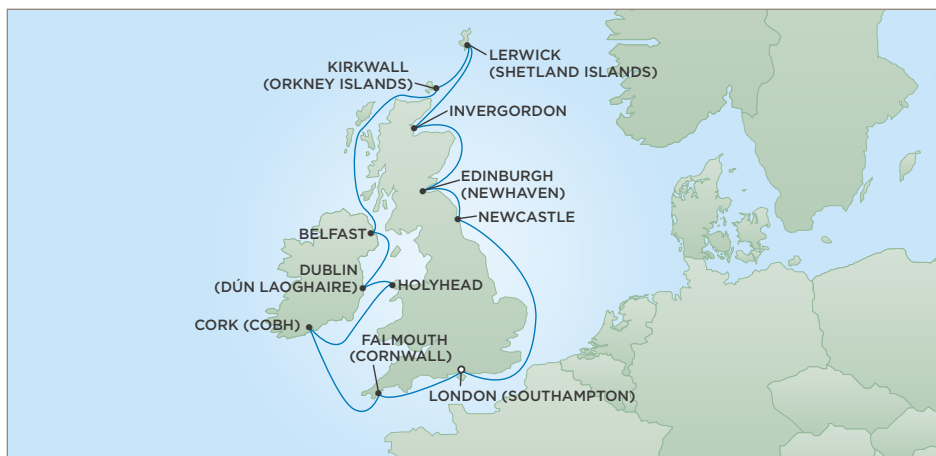 LERWICK
(SHETLAND ISLANDS)
KIRKWALL
(ORKNEY ISLANDS)
INVERGORDON
EDINBURGH
(NEWHAVEN)
NEWCASTLE
BELFAST
DUBLIN
(DÚN LAOGHAIRE)
HOLYHEAD
CORK (COBH)
FALMOUTH
(CORNWALL)
LONDON (SOUTHAMPTON)